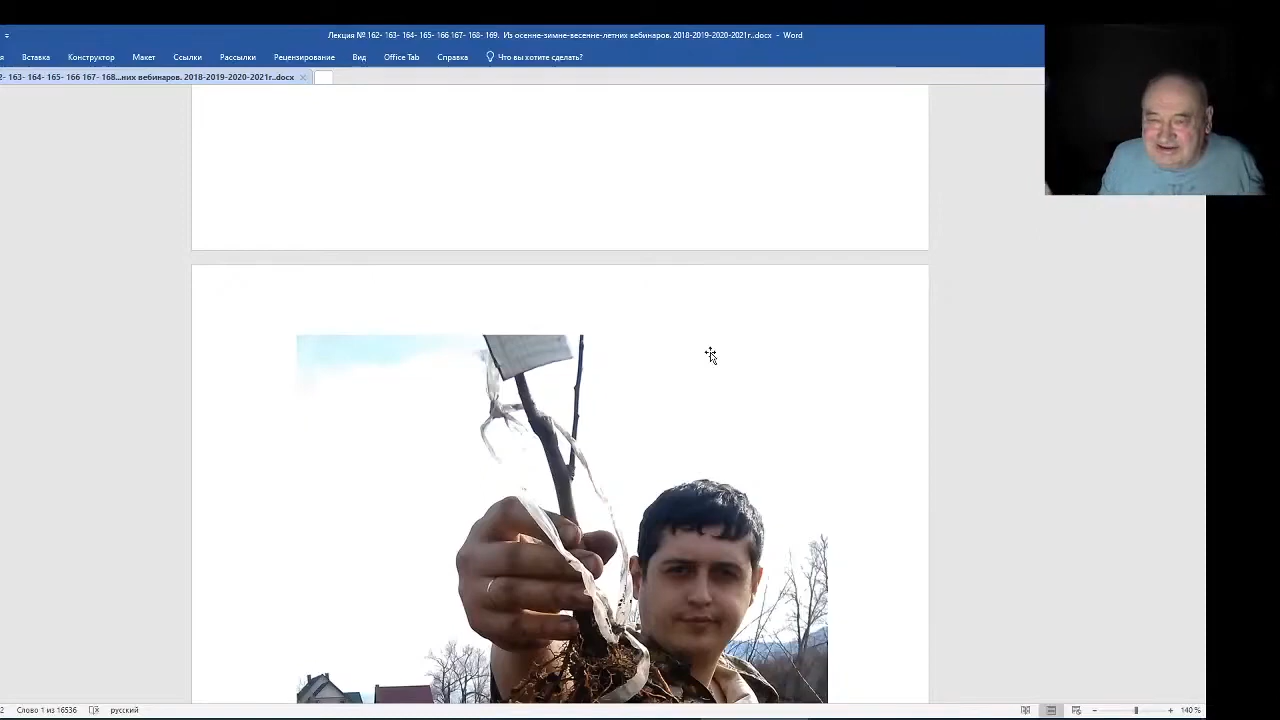 Лекция № 162- 163- 164- 165- 166 167- 168- 169.  Из осенне-зимне-весенне-летних вебинаров. 2018-2019-2020-2021г..docx  -  Word
Вставка Конструктор Макет Ссылки Рассылки Рецензирование Вид Office Tab Справка Что вы хотите сделать?
2- 163- 164- 165- 166 167- 168...них вебинаров. 2018-2019-2020-2021г..docx
2 Слово 1 из 16536 русский 140 %